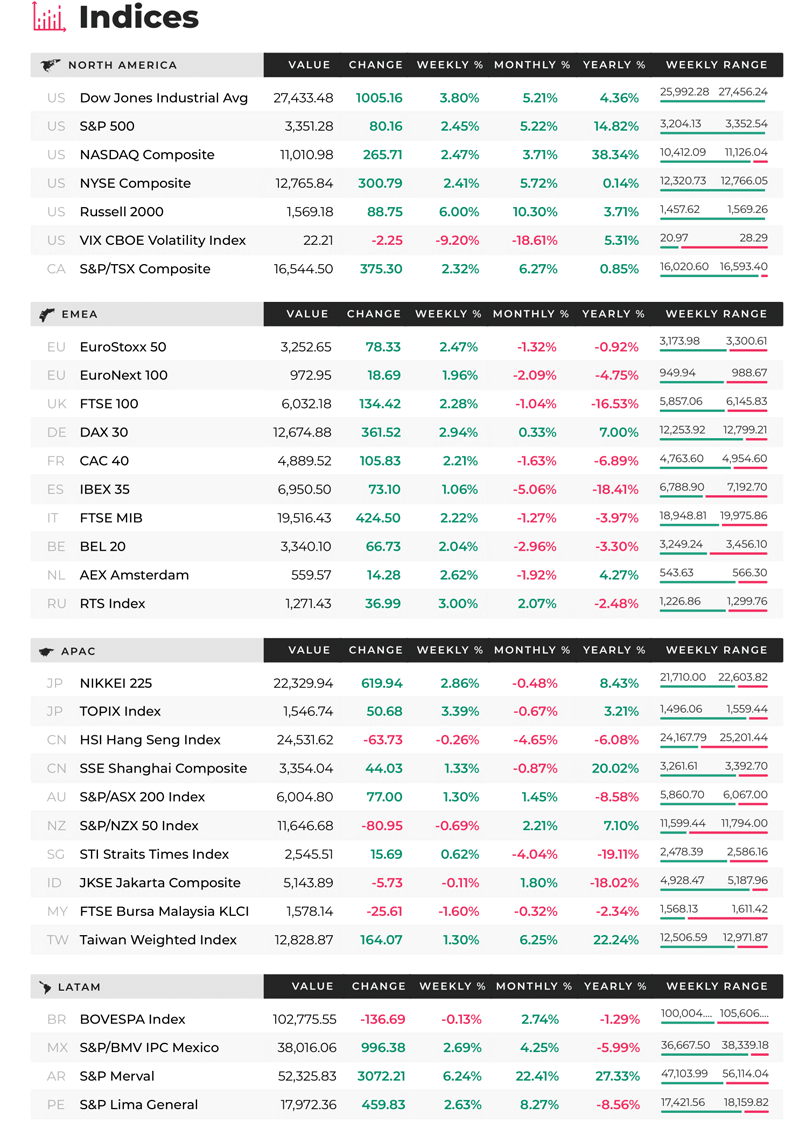 Indices
NORTH AMERICA VALUE CHANGE WEEKLY % MONTHLY % YEARLY % WEEKLY RANGE
US Dow Jones Industrial Avg 27,433.48 1005.16 3.80% 5.21% 4.36% 25,992.28 27,456.24
US S&P 500 3,351.28 80.16 2.45% 5.22% 14.82% 3,204.13 3,352.54
US NASDAQ Composite 11,010.98 265.71 2.47% 3.71% 38.34% 10,412.09 11,126.04
US NYSE Composite 12,765.84 300.79 2.41% 5.72% 0.14% 12,320.73 12,766.05
US Russell 2000 1,569.18 88.75 6.00% 10.30% 3.71% 1,457.62 1,569.26
US VIX CBOE Volatility Index 22.21 -2.25 -9.20% -18.61% 5.31% 20.97 28.29
CA S&P/TSX Composite 16,544.50 375.30 2.32% 6.27% 0.85% 16,020.60 16,593.40
EMEA VALUE CHANGE WEEKLY % MONTHLY % YEARLY % WEEKLY RANGE
EU EuroStoxx 50 3,252.65 78.33 2.47% -1.32% -0.92% 3,173.98 3,300.61
EU EuroNext 100 972.95 18.69 1.96% -2.09% -4.75% 949.94 988.67
UK FTSE 100 6,032.18 134.42 2.28% -1.04% -16.53% 5,857.06 6,145.83
DE DAX 30 12,674.88 361.52 2.94% 0.33% 7.00% 12,253.92 12,799.21
FR CAC 40 4,889.52 105.83 2.21% -1.63% -6.89% 4,763.60 4,954.60
ES IBEX 35 6,950.50 73.10 1.06% -5.06% -18.41% 6,788.90 7,192.70
IT FTSE MIB 19,516.43 424.50 2.22% -1.27% -3.97% 18,948.81 19,975.86
BE BEL 20 3,340.10 66.73 2.04% -2.96% -3.30% 3,249.24 3,456.10
NL AEX Amsterdam 559.57 14.28 2.62% -1.92% 4.27% 543.63 566.30
RU RTS Index 1,271.43 36.99 3.00% 2.07% -2.48% 1,226.86 1,299.76
APAC VALUE CHANGE WEEKLY % MONTHLY % YEARLY % WEEKLY RANGE
JP NIKKEI 225 22,329.94 619.94 2.86% -0.48% 8.43% 21,710.00 22,603.82
JP TOPIX Index 1,546.74 50.68 3.39% -0.67% 3.21% 1,496.06 1,559.44
CN HSI Hang Seng Index 24,531.62 -63.73 -0.26% -4.65% -6.08% 24,167.79 25,201.44
CN SSE Shanghai Composite 3,354.04 44.03 1.33% -0.87% 20.02% 3,261.61 3,392.70
AU S&P/ASX 200 Index 6,004.80 77.00 1.30% 1.45% -8.58% 5,860.70 6,067.00
NZ S&P/NZX 50 Index 11,646.68 -80.95 -0.69% 2.21% 7.10% 11,599.44 11,794.00
SG STI Straits Times Index 2,545.51 15.69 0.62% -4.04% -19.11% 2,478.39 2,586.16
ID JKSE Jakarta Composite 5,143.89 -5.73 -0.11% 1.80% -18.02% 4,928.47 5,187.96
MY FTSE Bursa Malaysia KLCI 1,578.14 -25.61 -1.60% -0.32% -2.34% 1,568.13 1,611.42
TW Taiwan Weighted Index 12,828.87 164.07 1.30% 6.25% 22.24% 12,506.59 12,971.87
LATAM VALUE CHANGE WEEKLY % MONTHLY % YEARLY % WEEKLY RANGE
BR BOVESPA Index 102,775.55 -136.69 -0.13% 2.74% -1.29% 100,004.... 105,606....
MX S&P/BMV IPC Mexico 38,016.06 996.38 2.69% 4.25% -5.99% 36,667.50 38,339.18
AR S&P Merval 52,325.83 3072.21 6.24% 22.41% 27.33% 47,103.99 56,114.04
PE S&P Lima General 17,972.36 459.83 2.63% 8.27% -8.56% 17,421.56 18,159.82